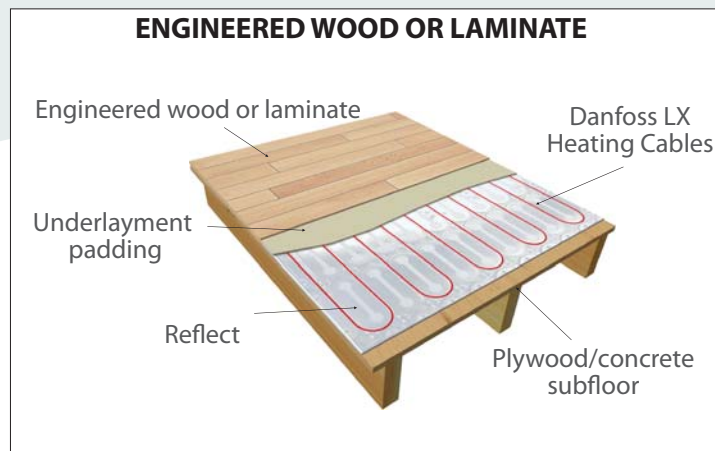 ENGINEERED WOOD OR LAMINATE
Engineered wood or laminate
Danfoss LX
Heating Cables
Underlayment
padding
Reflect
Plywood/concrete
subfloor